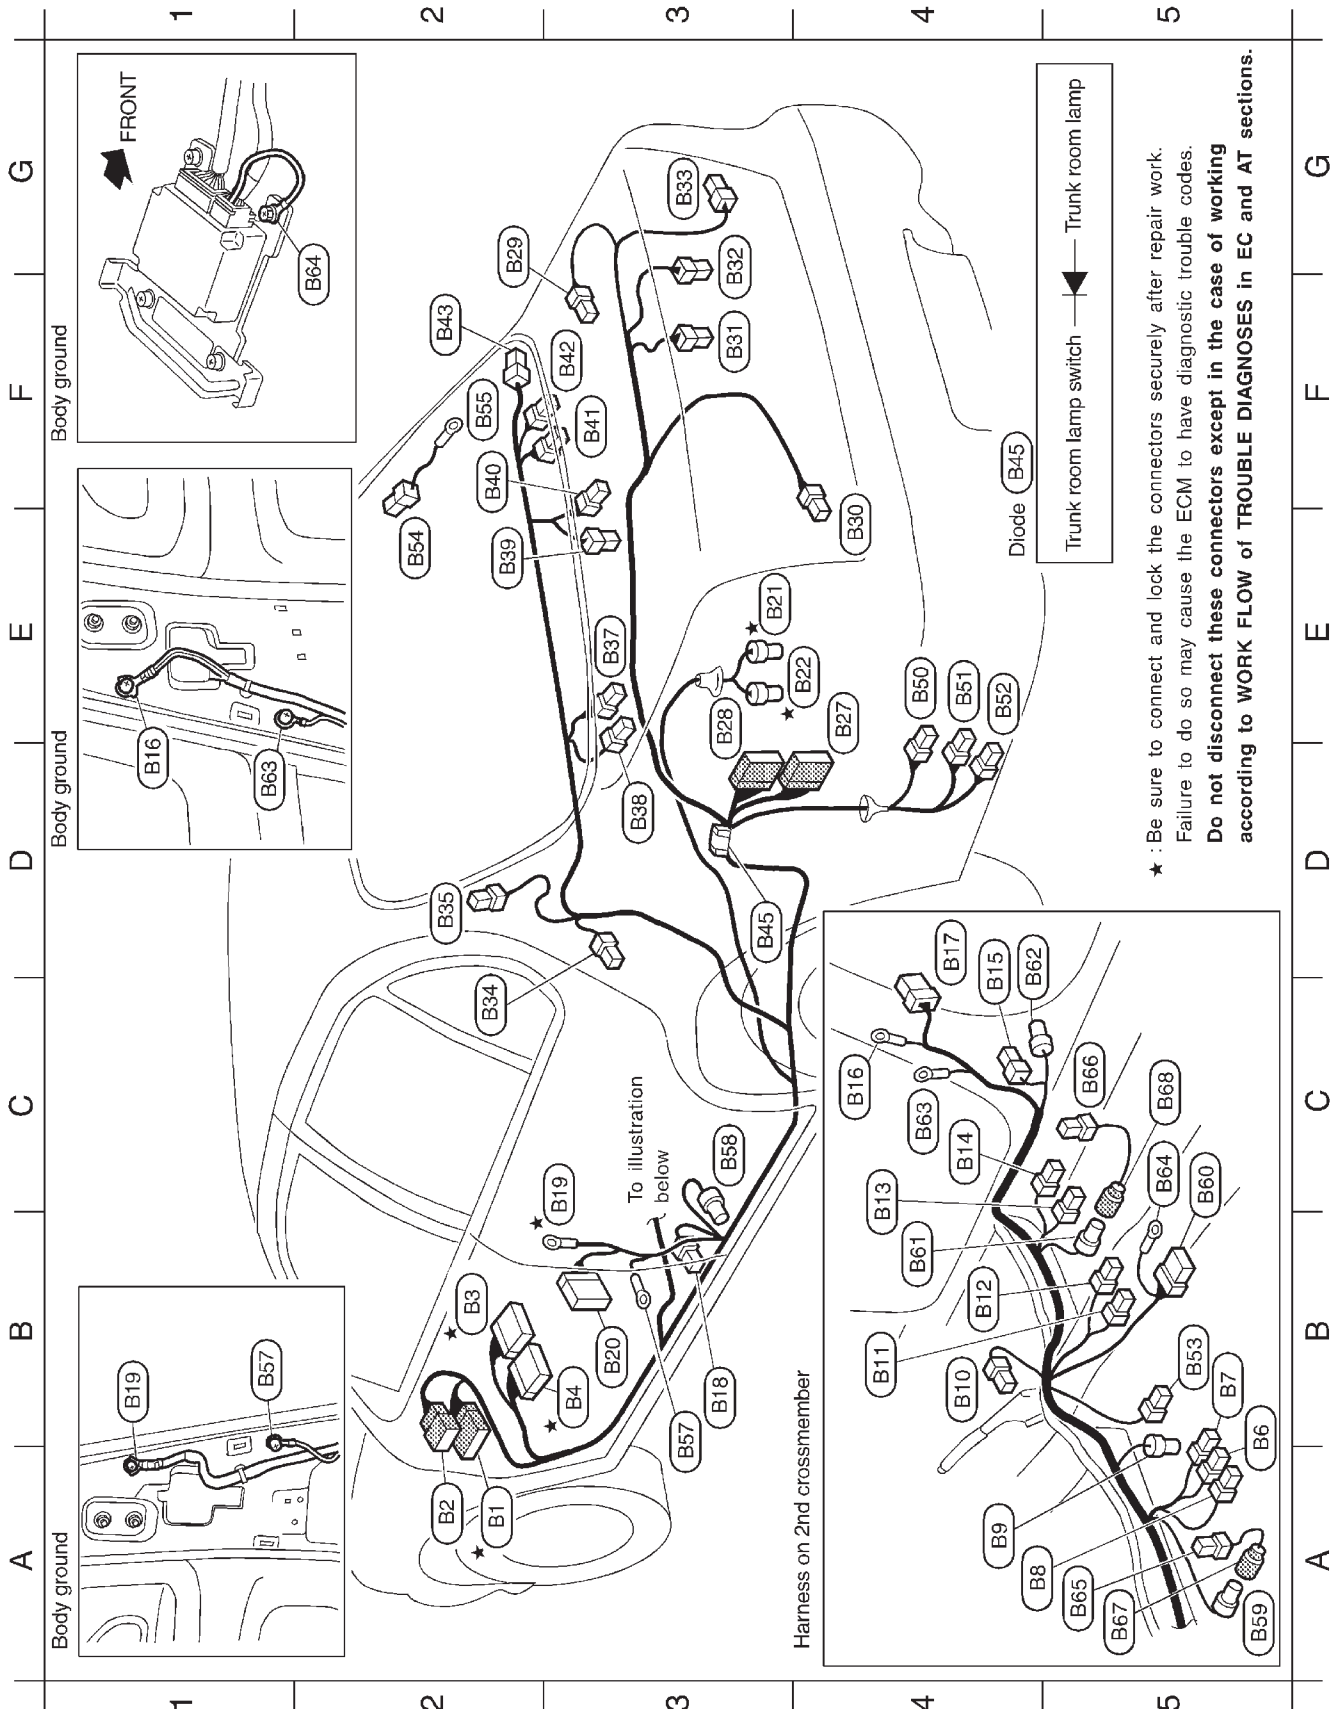 A
B
C
D
E
F
G
1
2
3
4
5
Body ground
B19
B57
Body ground
B16
B63
Body ground
FRONT
B64
B2
B1
★
B3
★
B4
★
B20
B19
★
B57
B18
B58
To illustration
below
B34
B35
B45
B38
B37
B28
B27
B22
★
B21
★
B50
B51
B52
B54
B55
B39
B40
B41
B42
B43
B29
B30
B31
B32
B33
Harness on 2nd crossmember
B10
B11
B12
B61
B13
B14
B63
B16
B17
B15
B62
B66
B68
B64
B60
B53
B7
B6
B9
B8
B65
B67
B59
Diode B45
Trunk room lamp switch
Trunk room lamp
★ : Be sure to connect and lock the connectors securely after repair work.
Failure to do so may cause the ECM to have diagnostic trouble codes.
Do not disconnect these connectors except in the case of working
according to WORK FLOW of TROUBLE DIAGNOSES in EC and AT sections.
A
B
C
D
E
F
G
1
2
3
4
5